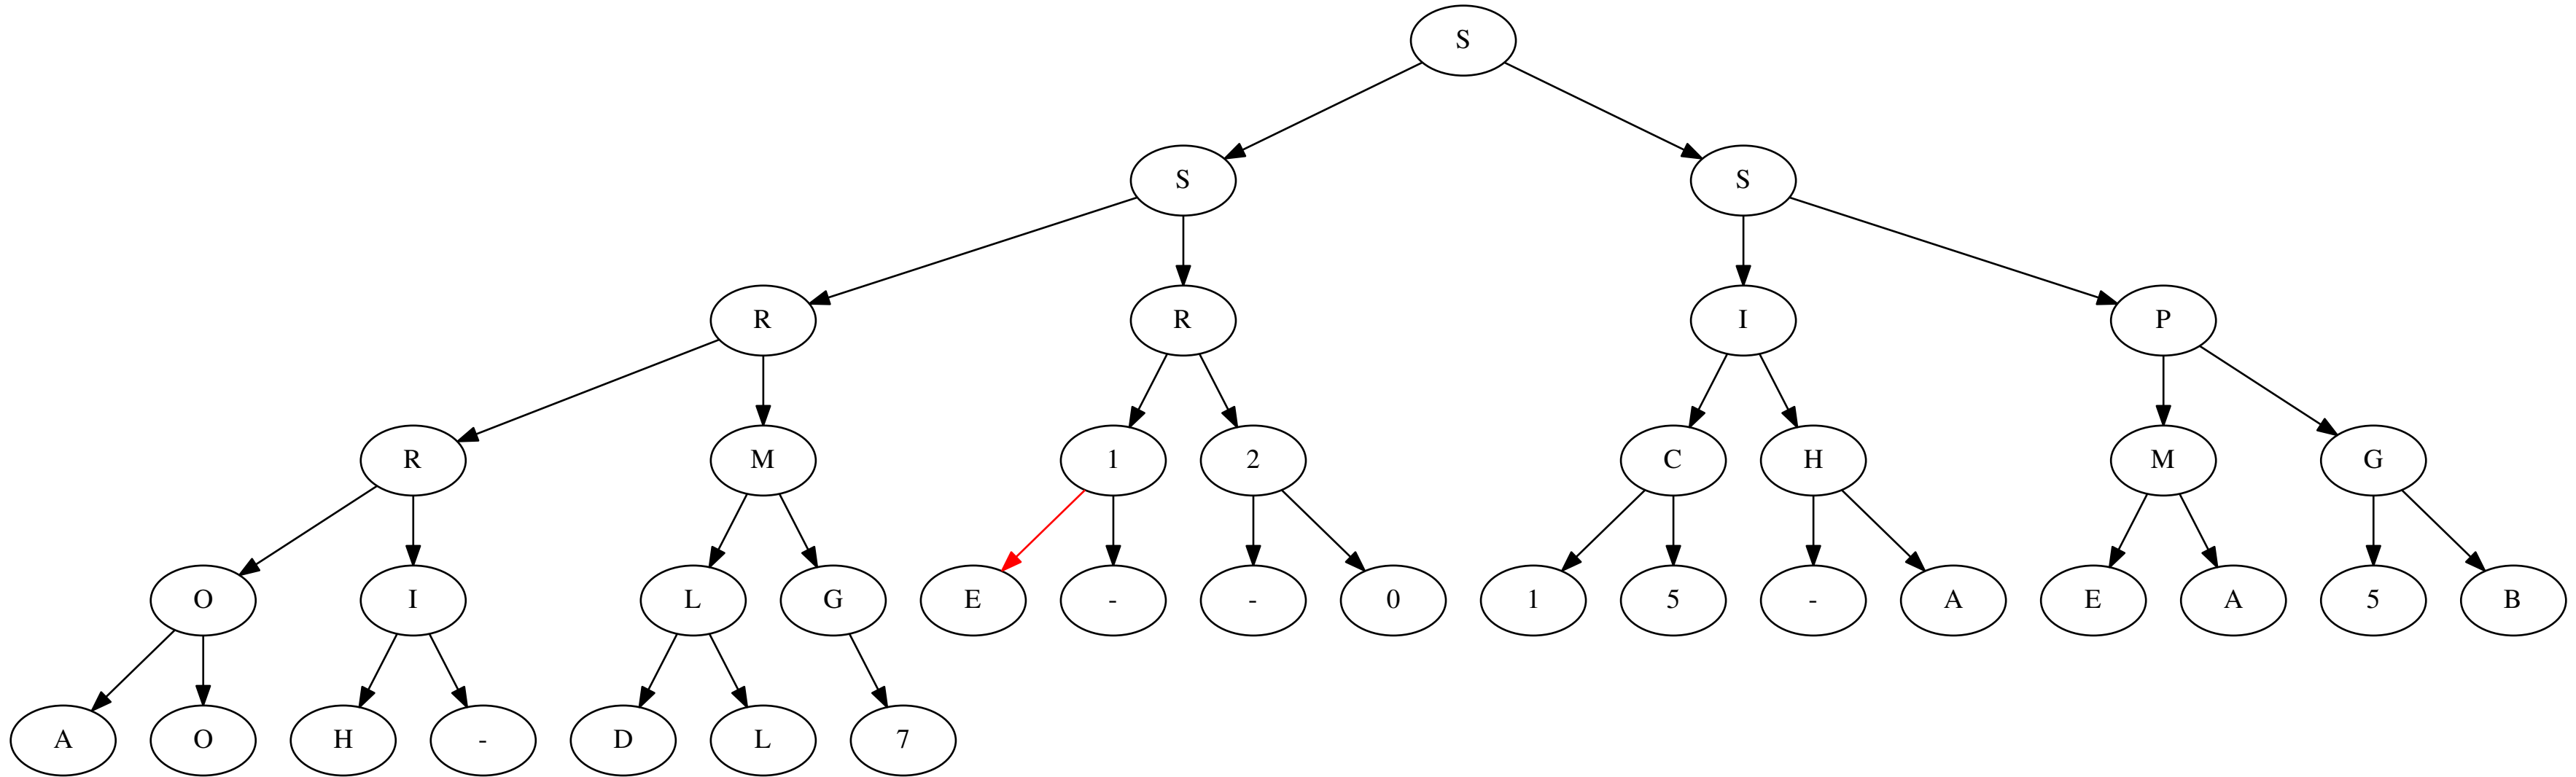 S
S S
R R I P
R M 1 2 C H M G
O I L G E - - 0 1 5 - A E A 5 B
A O H - D L 7